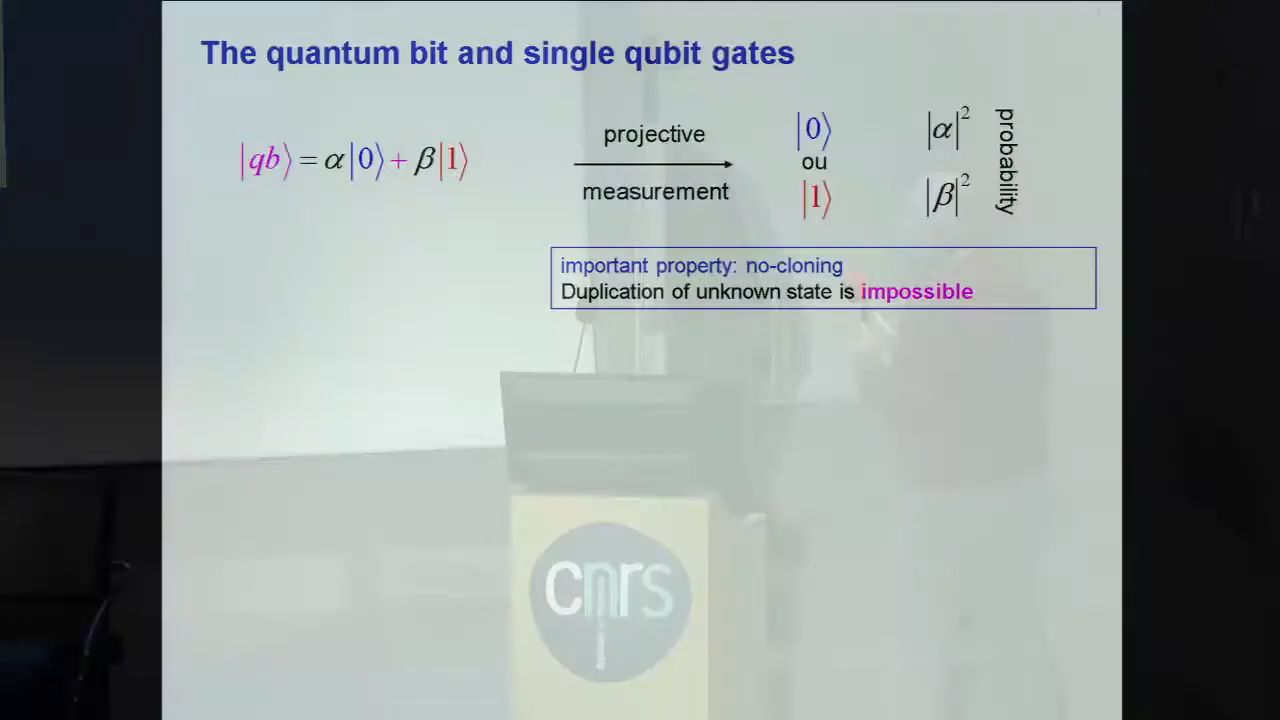 The quantum bit and single qubit gates
|qb⟩ = α|0⟩ + β|1⟩
projective
measurement
|0⟩
ou
|1⟩
|α|²
|β|²
probability
important property: no-cloning
Duplication of unknown state is impossible
cnrs